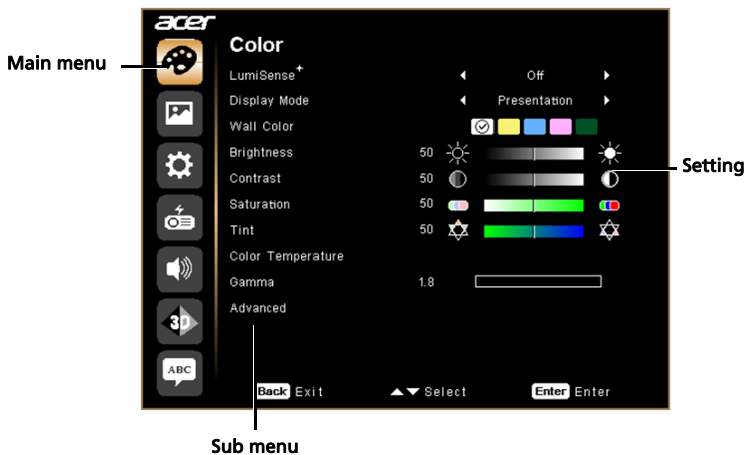 acer
Color
Main menu
LumiSense+ Off
Display Mode Presentation
Wall Color
Brightness 50
Contrast 50
Setting
Saturation 50
Tint 50
Color Temperature
Gamma 1.8
3D
Advanced
ABC
Back Exit Select Enter Enter
Sub menu